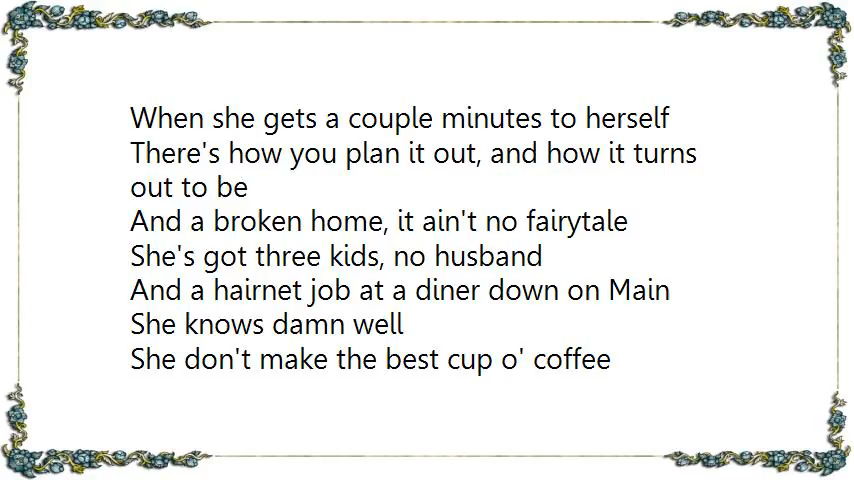 When she gets a couple minutes to herself
There's how you plan it out, and how it turns
out to be
And a broken home, it ain't no fairytale
She's got three kids, no husband
And a hairnet job at a diner down on Main
She knows damn well
She don't make the best cup o' coffee